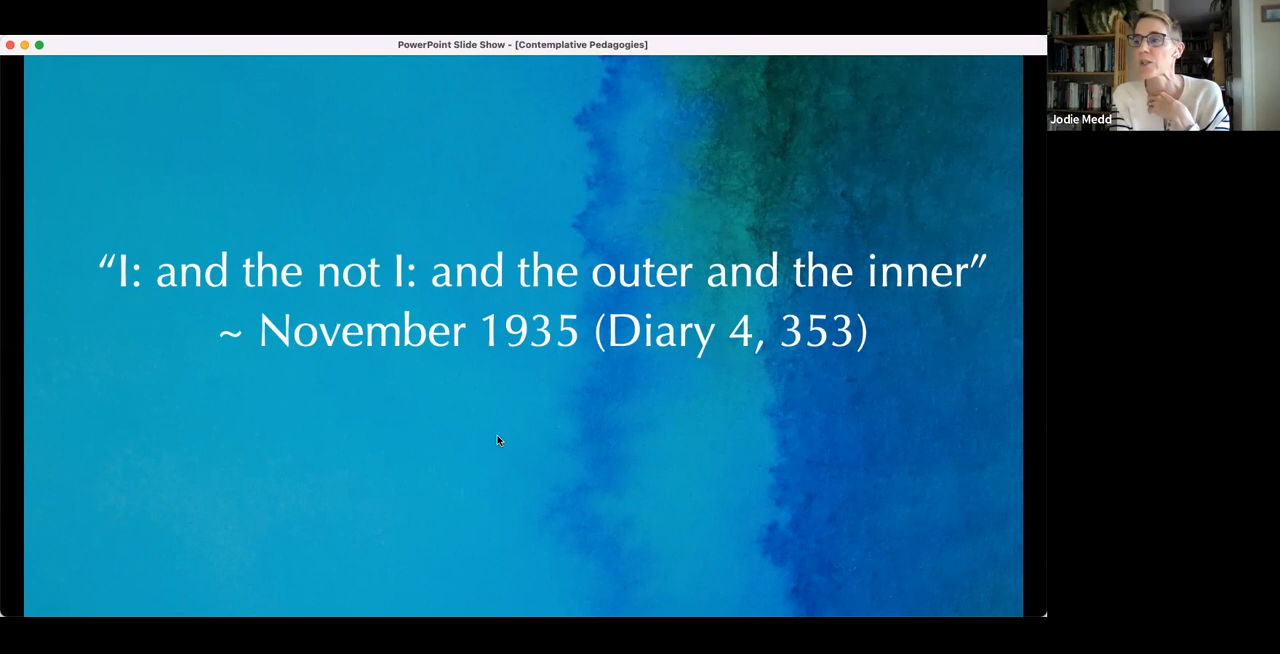 PowerPoint Slide Show - [Contemplative Pedagogies]
“I: and the not I: and the outer and the inner”
~ November 1935 (Diary 4, 353)
Jodie Medd